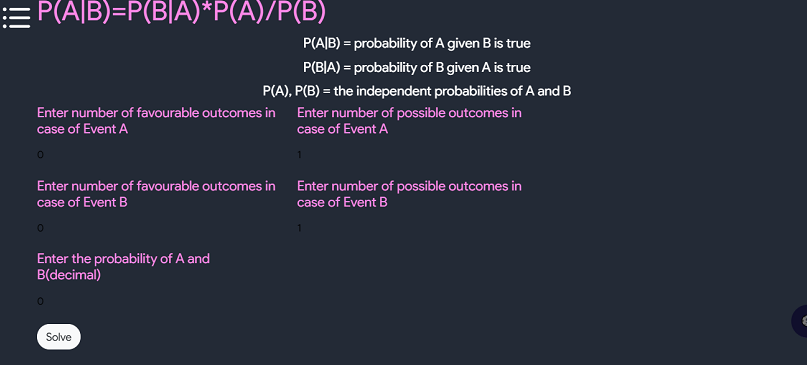 P(A|B)=P(B|A)*P(A)/P(B)
P(A|B) = probability of A given B is true
P(B|A) = probability of B given A is true
P(A), P(B) = the independent probabilities of A and B
Enter number of favourable outcomes in
case of Event A
Enter number of possible outcomes in
case of Event A
0
1
Enter number of favourable outcomes in
case of Event B
Enter number of possible outcomes in
case of Event B
0
1
Enter the probability of A and
B(decimal)
0
Solve